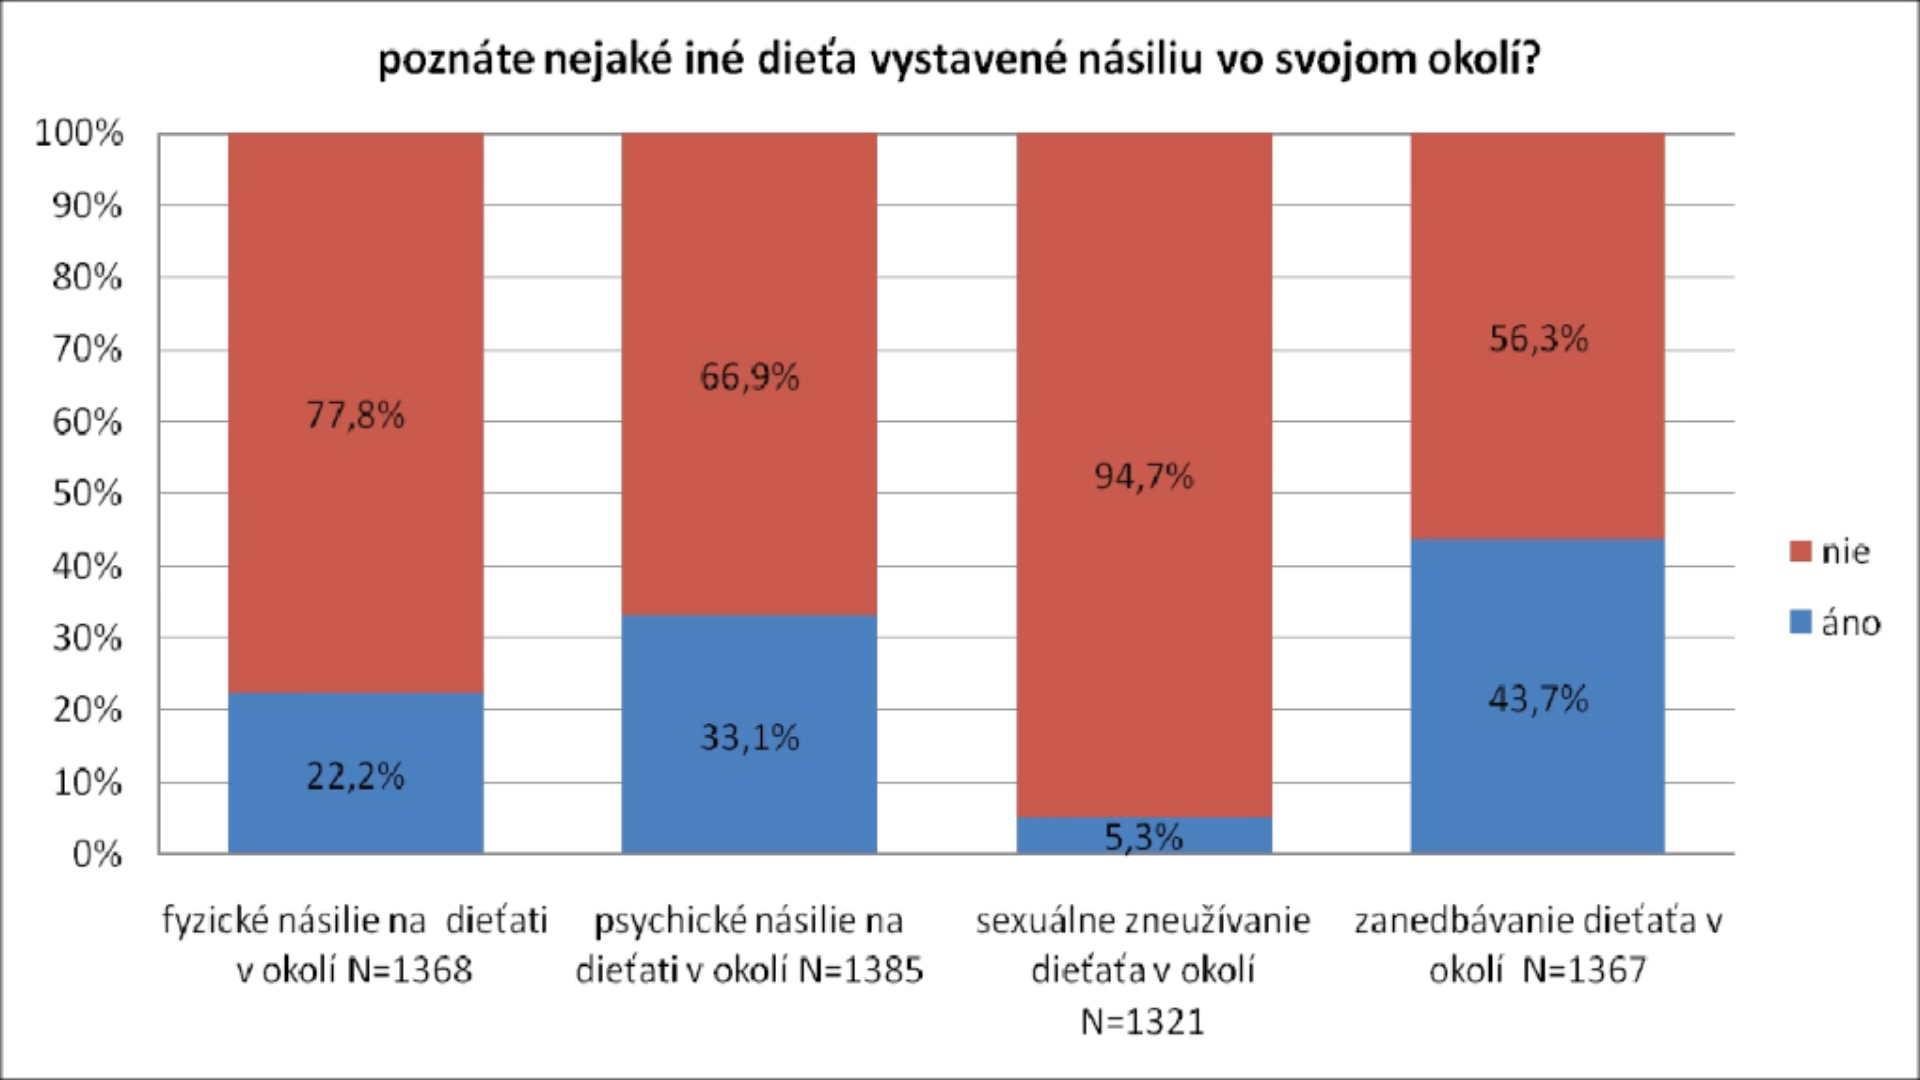 poznáte nejaké iné dieťa vystavené násiliu vo svojom okolí?
100%
90%
80%
70%
60%
50%
40%
30%
20%
10%
0%
77,8%
22,2%
66,9%
33,1%
94,7%
5,3%
56,3%
43,7%
nie
áno
fyzické násilie na dieťati
v okolí N=1368
psychické násilie na
dieťati v okolí N=1385
sexuálne zneužívanie
dieťaťa v okolí
N=1321
zanedbávanie dieťaťa v
okolí N=1367